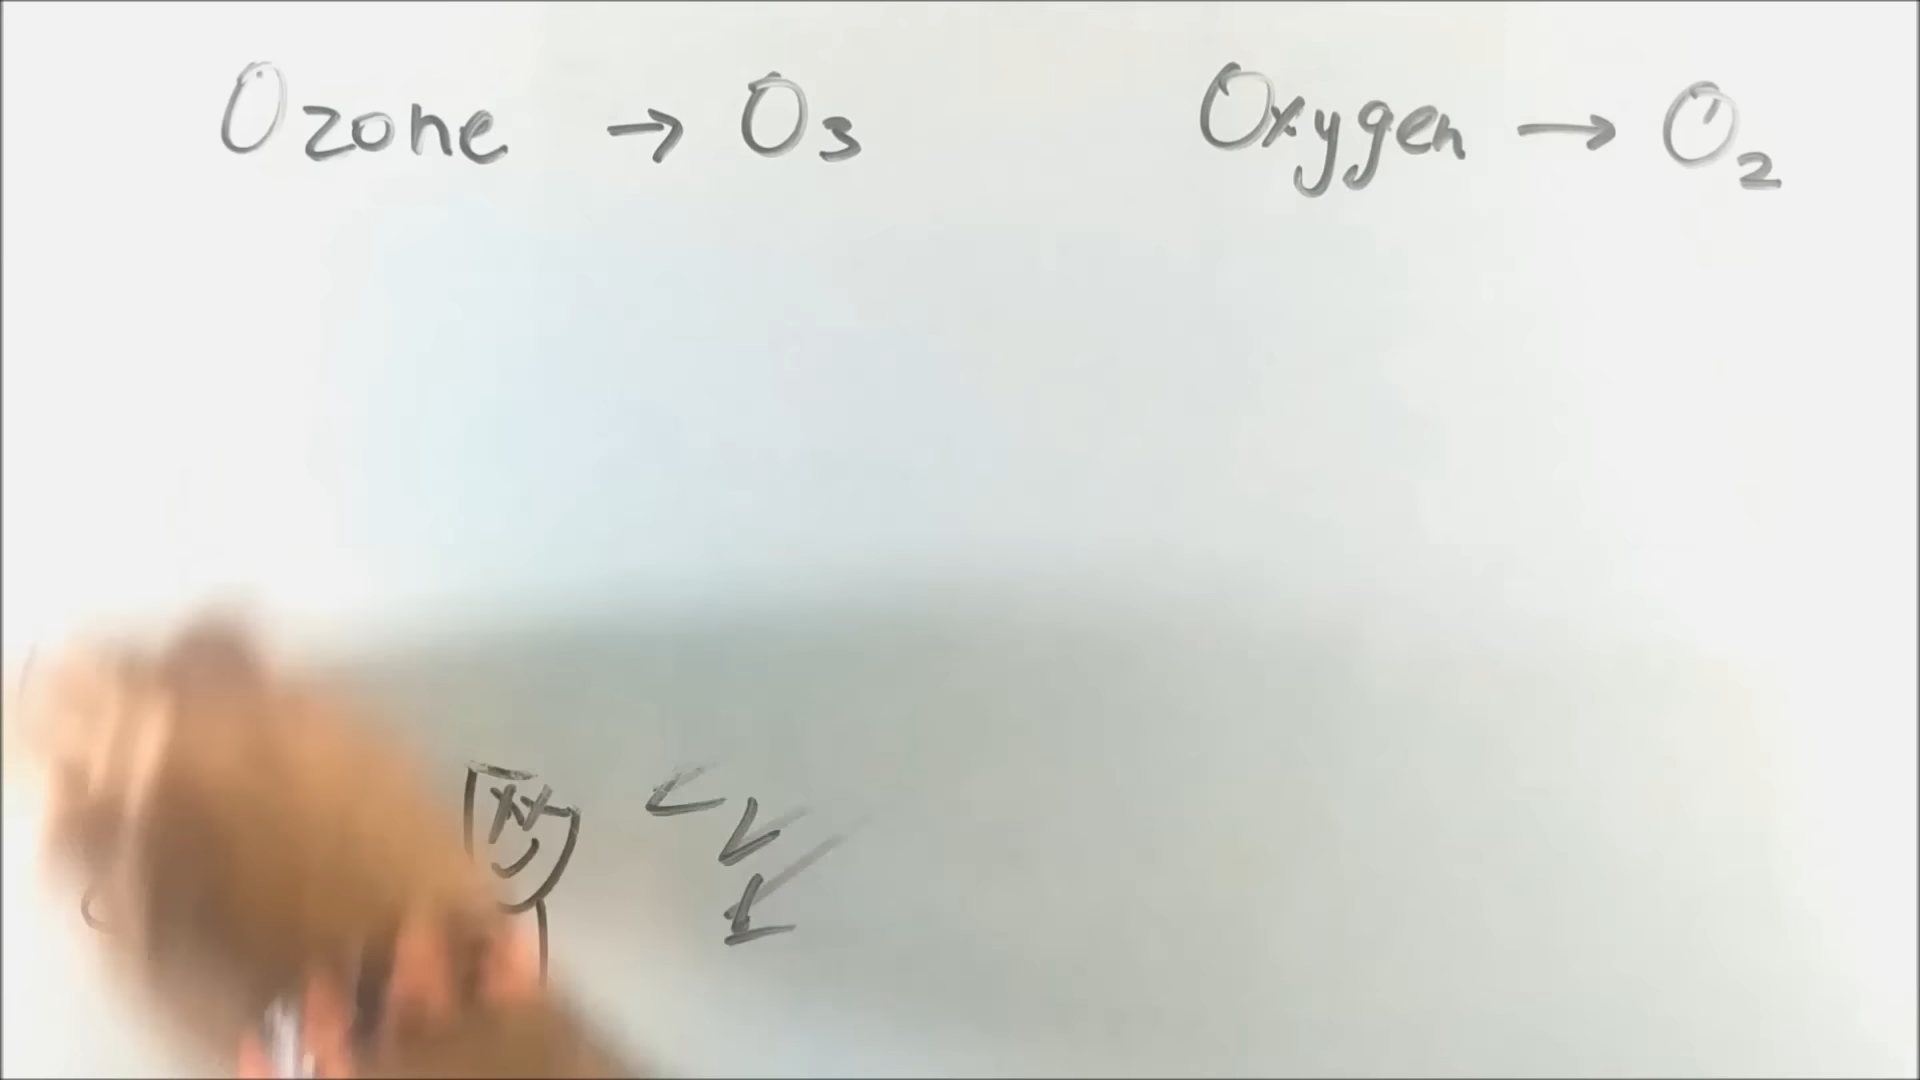 Ozone → O₃ Oxygen → O₂